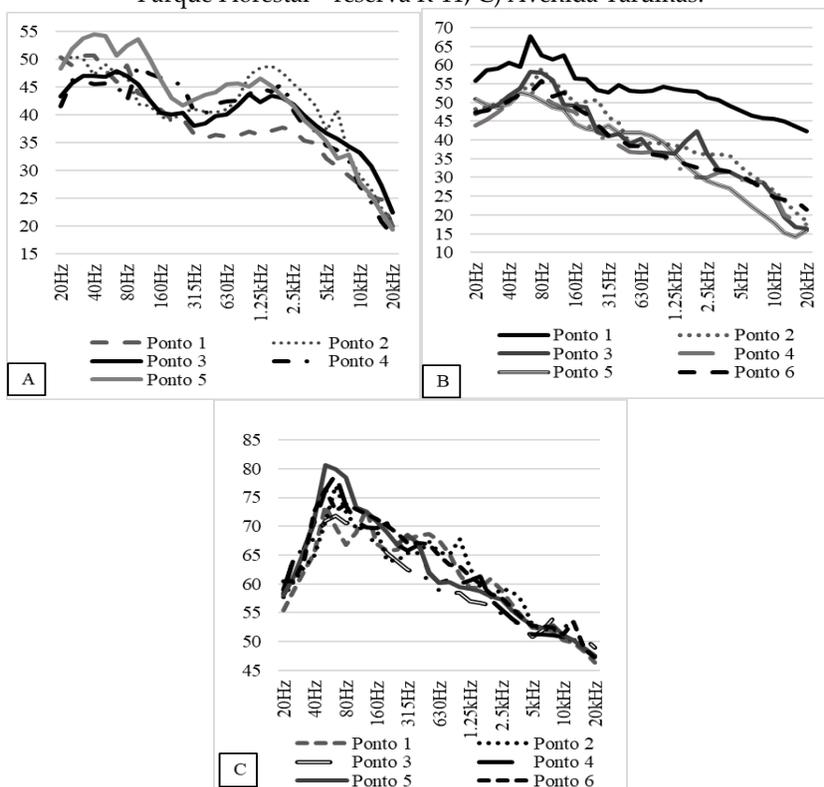 Parque Florestal - reserva R-11; C) Avenida Tarumãs.
55
50
45
40
35
30
25
20
15
20Hz 40Hz 80Hz 160Hz 315Hz 630Hz 1.25kHz 2.5kHz 5kHz 10kHz 20kHz
Ponto 1 Ponto 2
Ponto 3 Ponto 4
Ponto 5
A
70
65
60
55
50
45
40
35
30
25
20
15
10
20Hz 40Hz 80Hz 160Hz 315Hz 630Hz 1.25kHz 2.5kHz 5kHz 10kHz 20kHz
Ponto 1 Ponto 2
Ponto 3 Ponto 4
Ponto 5 Ponto 6
B
85
80
75
70
65
60
55
50
45
20Hz 40Hz 80Hz 160Hz 315Hz 630Hz 1.25kHz 2.5kHz 5kHz 10kHz 20kHz
Ponto 1 Ponto 2
Ponto 3 Ponto 4
Ponto 5 Ponto 6
C